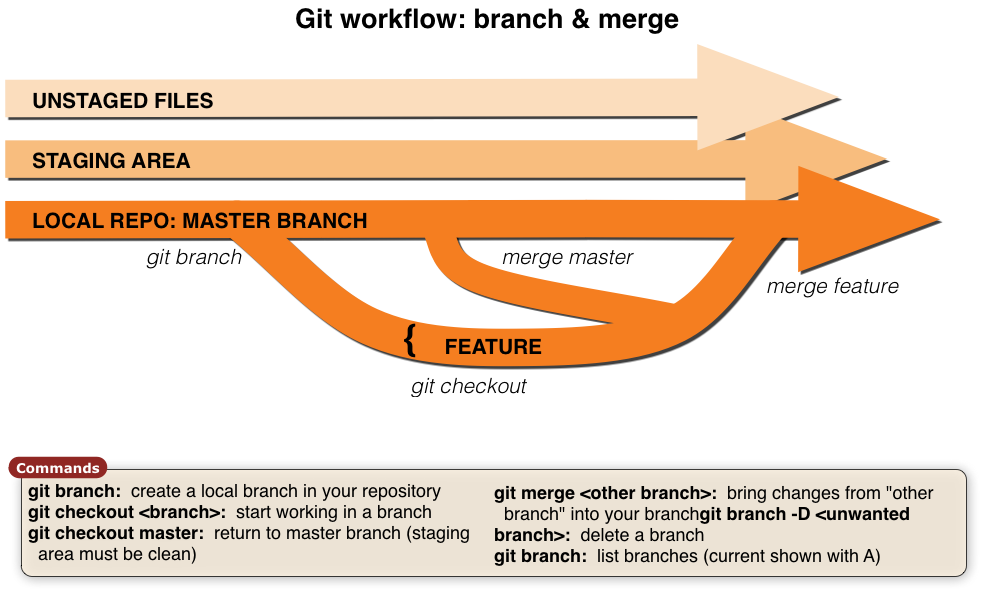 Git workflow: branch & merge
UNSTAGED FILES
STAGING AREA
LOCAL REPO: MASTER BRANCH
git branch
merge master
merge feature
{ FEATURE
git checkout
Commands
git branch: create a local branch in your repository
git checkout <branch>: start working in a branch
git checkout master: return to master branch (staging
area must be clean)
git merge <other branch>: bring changes from "other
branch" into your branchgit branch -D <unwanted
branch>: delete a branch
git branch: list branches (current shown with A)